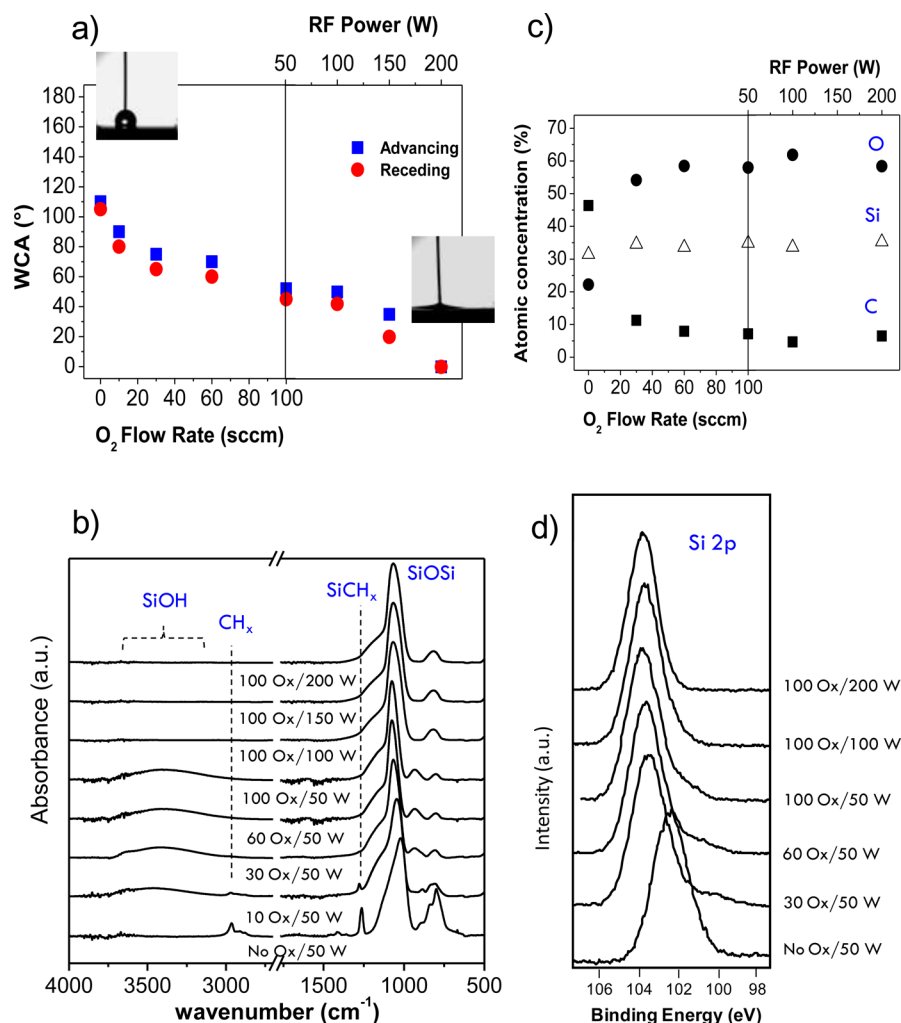 a)
RF Power (W)
50 100 150 200
180
160
140
120
100
80
60
40
20
0
WCA (°)
Advancing
Receding
0 20 40 60 80 100
O2 Flow Rate (sccm)
c)
RF Power (W)
50 100 200
70
60
50
40
30
20
10
0
Atomic concentration (%)
O
Si
C
0 20 40 60 80 100
O2 Flow Rate (sccm)
b)
Absorbance (a.u.)
SiOH
CHx
SiCHx
SiOSi
100 Ox/200 W
100 Ox/150 W
100 Ox/100 W
100 Ox/50 W
60 Ox/50 W
30 Ox/50 W
10 Ox/50 W
No Ox/50 W
4000 3500 3000 1500 1000 500
wavenumber (cm-1)
d)
Si 2p
Intensity (a.u.)
100 Ox/200 W
100 Ox/100 W
100 Ox/50 W
60 Ox/50 W
30 Ox/50 W
No Ox/50 W
106 104 102 100 98
Binding Energy (eV)